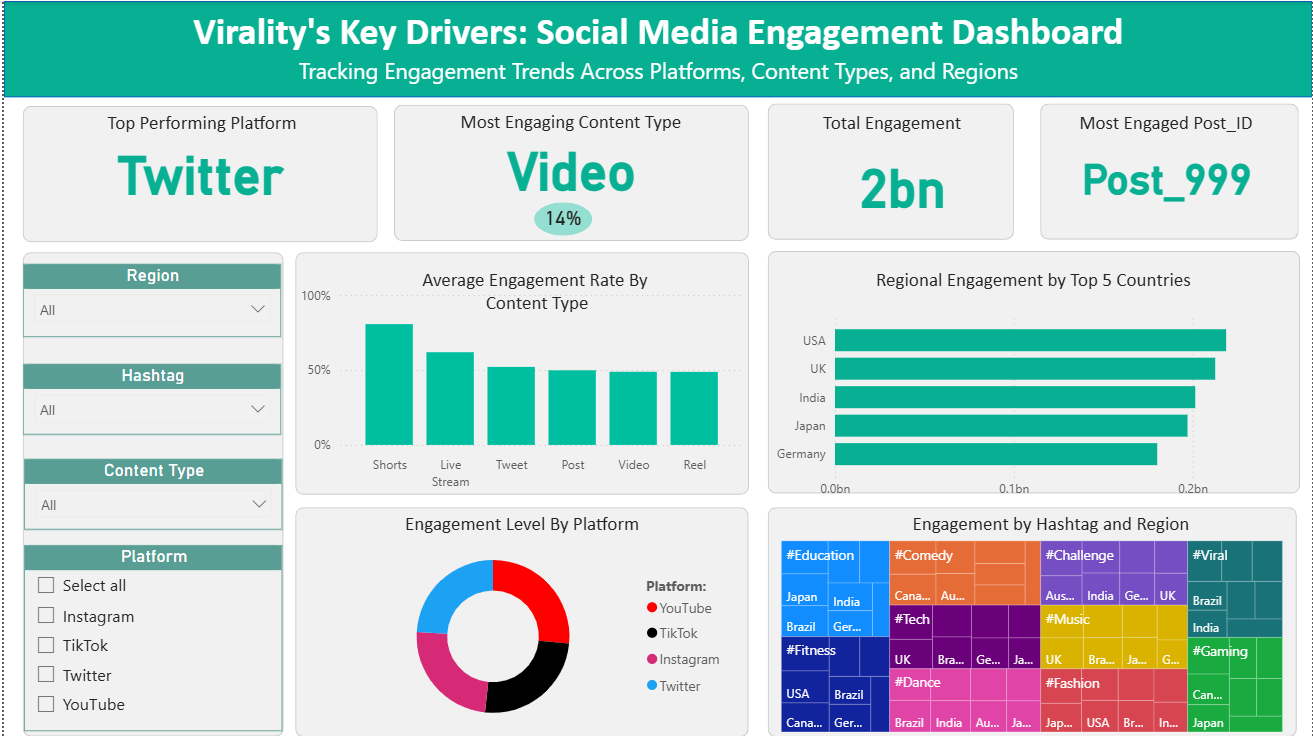 Virality's Key Drivers: Social Media Engagement Dashboard
Tracking Engagement Trends Across Platforms, Content Types, and Regions
Top Performing Platform
Twitter
Most Engaging Content Type
Video
14%
Total Engagement
2bn
Most Engaged Post_ID
Post_999
Region
All
Hashtag
All
Content Type
All
Platform
Select all
Instagram
TikTok
Twitter
YouTube
Average Engagement Rate By
Content Type
100%
50%
0%
Shorts
Live
Stream
Tweet
Post
Video
Reel
Regional Engagement by Top 5 Countries
USA
UK
India
Japan
Germany
0.0bn
0.1bn
0.2bn
Engagement Level By Platform
Platform:
YouTube
TikTok
Instagram
Twitter
Engagement by Hashtag and Region
#Education
Japan
India
Brazil
Ger...
#Fitness
USA
Brazil
Cana...
Ger...
#Comedy
Cana...
Au...
#Tech
UK
Bra...
Ge...
Ja...
#Dance
Brazil
India
Au...
Ja...
#Challenge
Aus...
India
Ge...
UK
#Music
UK
Bra...
Ja...
G...
#Fashion
Jap...
USA
Br...
In...
#Viral
Brazil
India
#Gaming
Can...
Japan